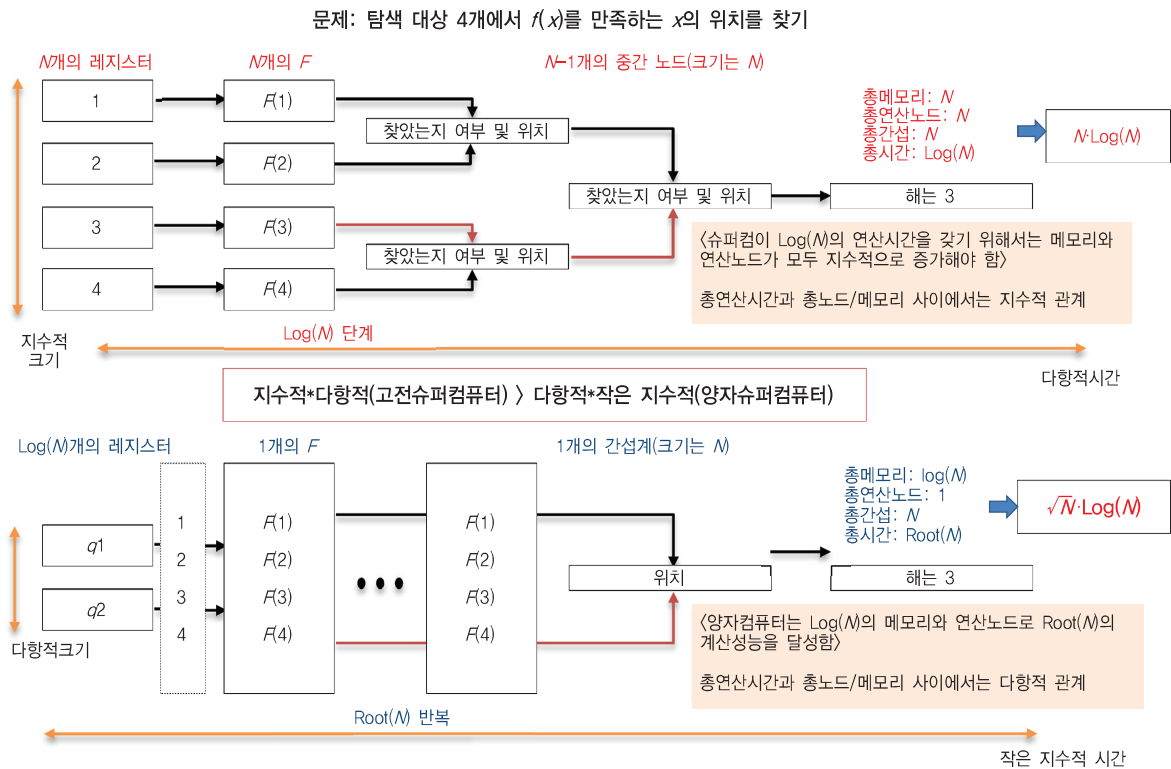 문제: 탐색 대상 4개에서 f(x)를 만족하는 x의 위치를 찾기
N개의 레지스터
N개의 F
N-1개의 중간 노드(크기는 N)
1
F(1)
찾았는지 여부 및 위치
2
F(2)
3
F(3)
찾았는지 여부 및 위치
4
F(4)
찾았는지 여부 및 위치
해는 3
총메모리: N
총연산노드: N
총간섭: N
총시간: Log(N)
N·Log(N)
〈슈퍼컴이 Log(N)의 연산시간을 갖기 위해서는 메모리와
연산노드가 모두 지수적으로 증가해야 함〉
총연산시간과 총노드/메모리 사이에서는 지수적 관계
지수적
크기
Log(N) 단계
다항적시간
지수적*다항적(고전슈퍼컴퓨터) 〉 다항적*작은 지수적(양자슈퍼컴퓨터)
Log(N)개의 레지스터
1개의 F
1개의 간섭계(크기는 N)
q1
q2
1
2
3
4
F(1)
F(2)
F(3)
F(4)
●●●
F(1)
F(2)
F(3)
F(4)
위치
해는 3
총메모리: log(N)
총연산노드: 1
총간섭: N
총시간: Root(N)
√N·Log(N)
〈양자컴퓨터는 Log(N)의 메모리와 연산노드로 Root(N)의
계산성능을 달성함〉
총연산시간과 총노드/메모리 사이에서는 다항적 관계
다항적크기
Root(N) 반복
작은 지수적 시간